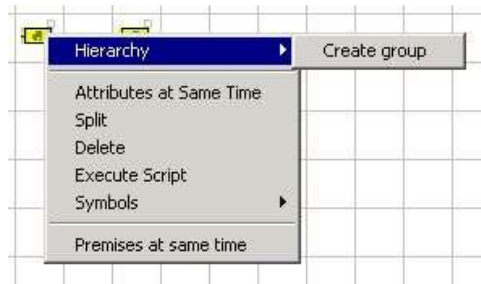 Hierarchy
Create group
Attributes at Same Time
Split
Delete
Execute Script
Symbols
Premises at same time